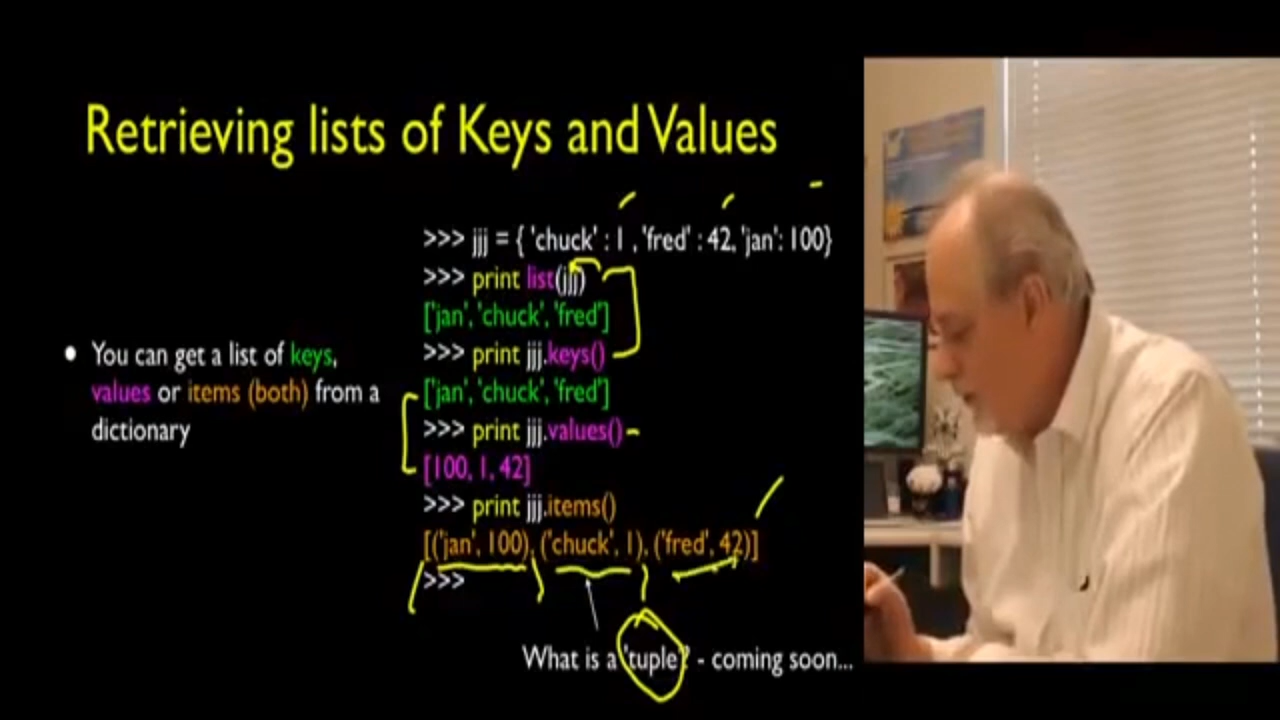 Retrieving lists of Keys and Values
>>> jjj = { 'chuck' : 1 , 'fred' : 42, 'jan': 100}
>>> print list(jjj)
['jan', 'chuck', 'fred']
>>> print jjj.keys()
['jan', 'chuck', 'fred']
>>> print jjj.values()
[100, 1, 42]
>>> print jjj.items()
[('jan', 100), ('chuck', 1), ('fred', 42)]
>>>
• You can get a list of keys,
values or items (both) from a
dictionary
What is a 'tuple'? - coming soon...